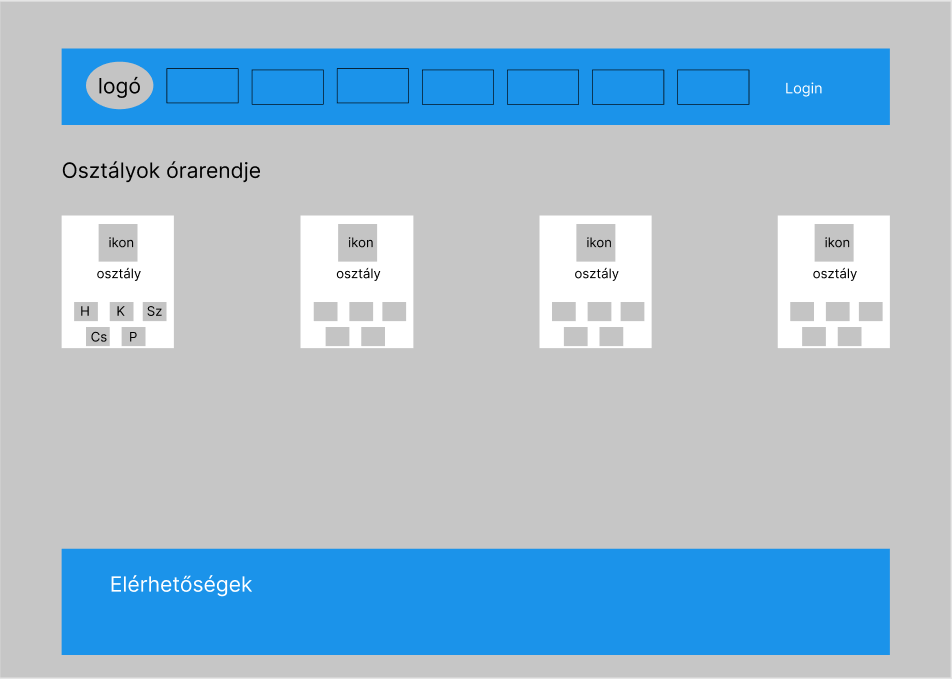 logó
Login
Osztályok órarendje
ikon
osztály
H K Sz
Cs P
ikon
osztály
ikon
osztály
ikon
osztály
Elérhetőségek